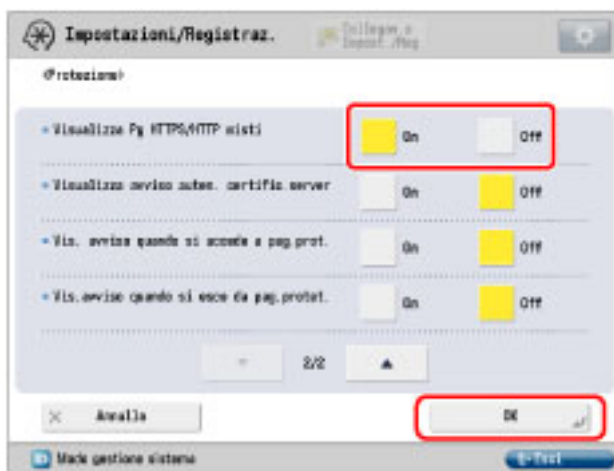 Impostazioni/Registraz.
<Protezione>
Visualizza Pg HTTPS/HTTP misti
On Off
Visualizza avviso auten. certific.server
On Off
Vis. avviso quando si accede a pag.prot.
On Off
Vis.avviso quando si esce da pag.protet.
On Off
2/2
Annulla OK
Modo gestione sistema